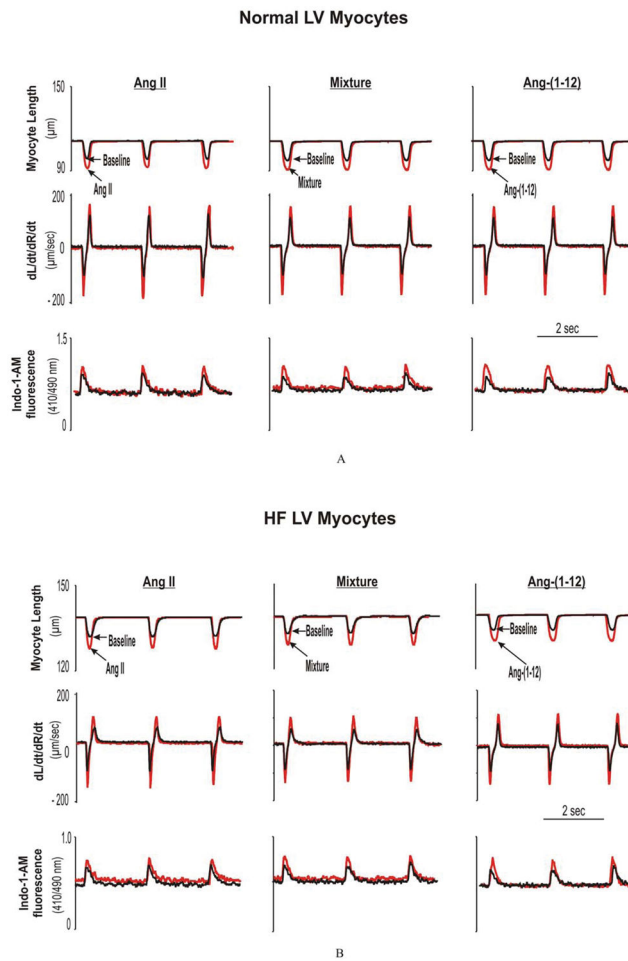 Normal LV Myocytes
Ang II
Mixture
Ang-(1-12)
Myocyte Length
(µm)
150
90
Baseline
Ang II
Baseline
Mixture
Baseline
Ang-(1-12)
dL/dt/dR/dt
(µm/sec)
200
0
- 200
2 sec
Indo-1-AM
fluorescence
(410/490 nm)
1.5
0
A
HF LV Myocytes
Ang II
Mixture
Ang-(1-12)
Myocyte Length
(µm)
150
120
Baseline
Ang II
Baseline
Mixture
Baseline
Ang-(1-12)
dL/dt/dR/dt
(µm/sec)
200
0
- 200
2 sec
Indo-1-AM
fluorescence
(410/490 nm)
1.0
0
B